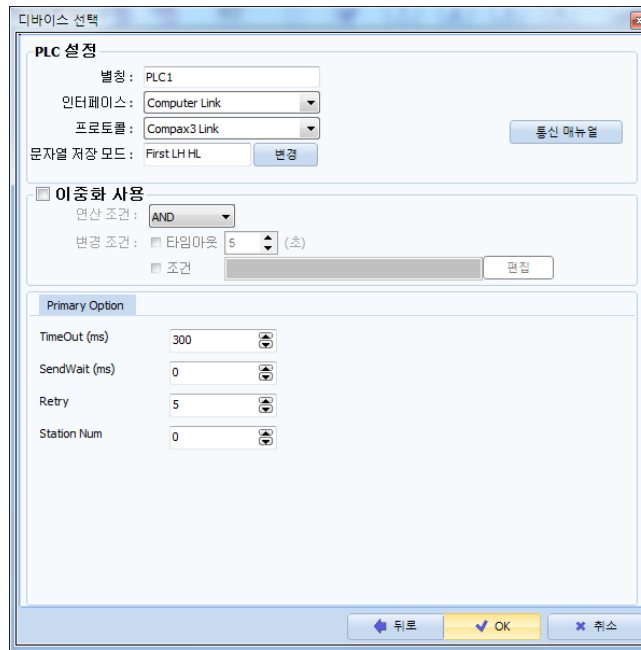 디바이스 선택
PLC 설정
별칭 : PLC1
인터페이스 : Computer Link
프로토콜 : Compax3 Link 통신 매뉴얼
문자열 저장 모드 : First LH HL 변경
이중화 사용
연산 조건 : AND
변경 조건 : 타임아웃 5 (초)
조건 편집
Primary Option
TimeOut (ms) 300
SendWait (ms) 0
Retry 5
Station Num 0
뒤로 OK 취소